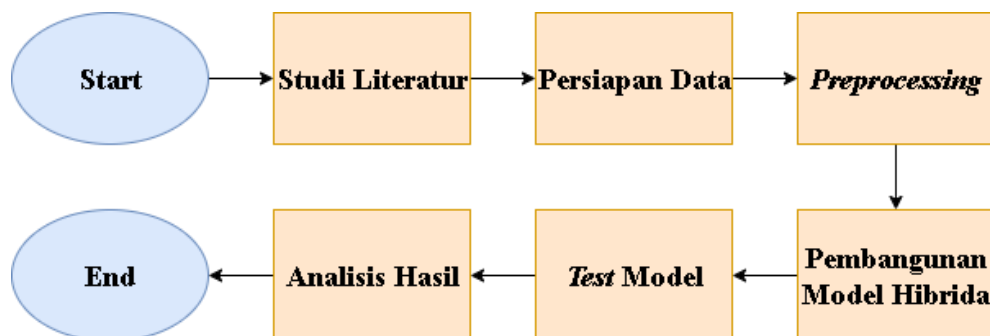 Start
Studi Literatur
Persiapan Data
Preprocessing
Pembangunan
Model Hibrida
Test Model
Analisis Hasil
End